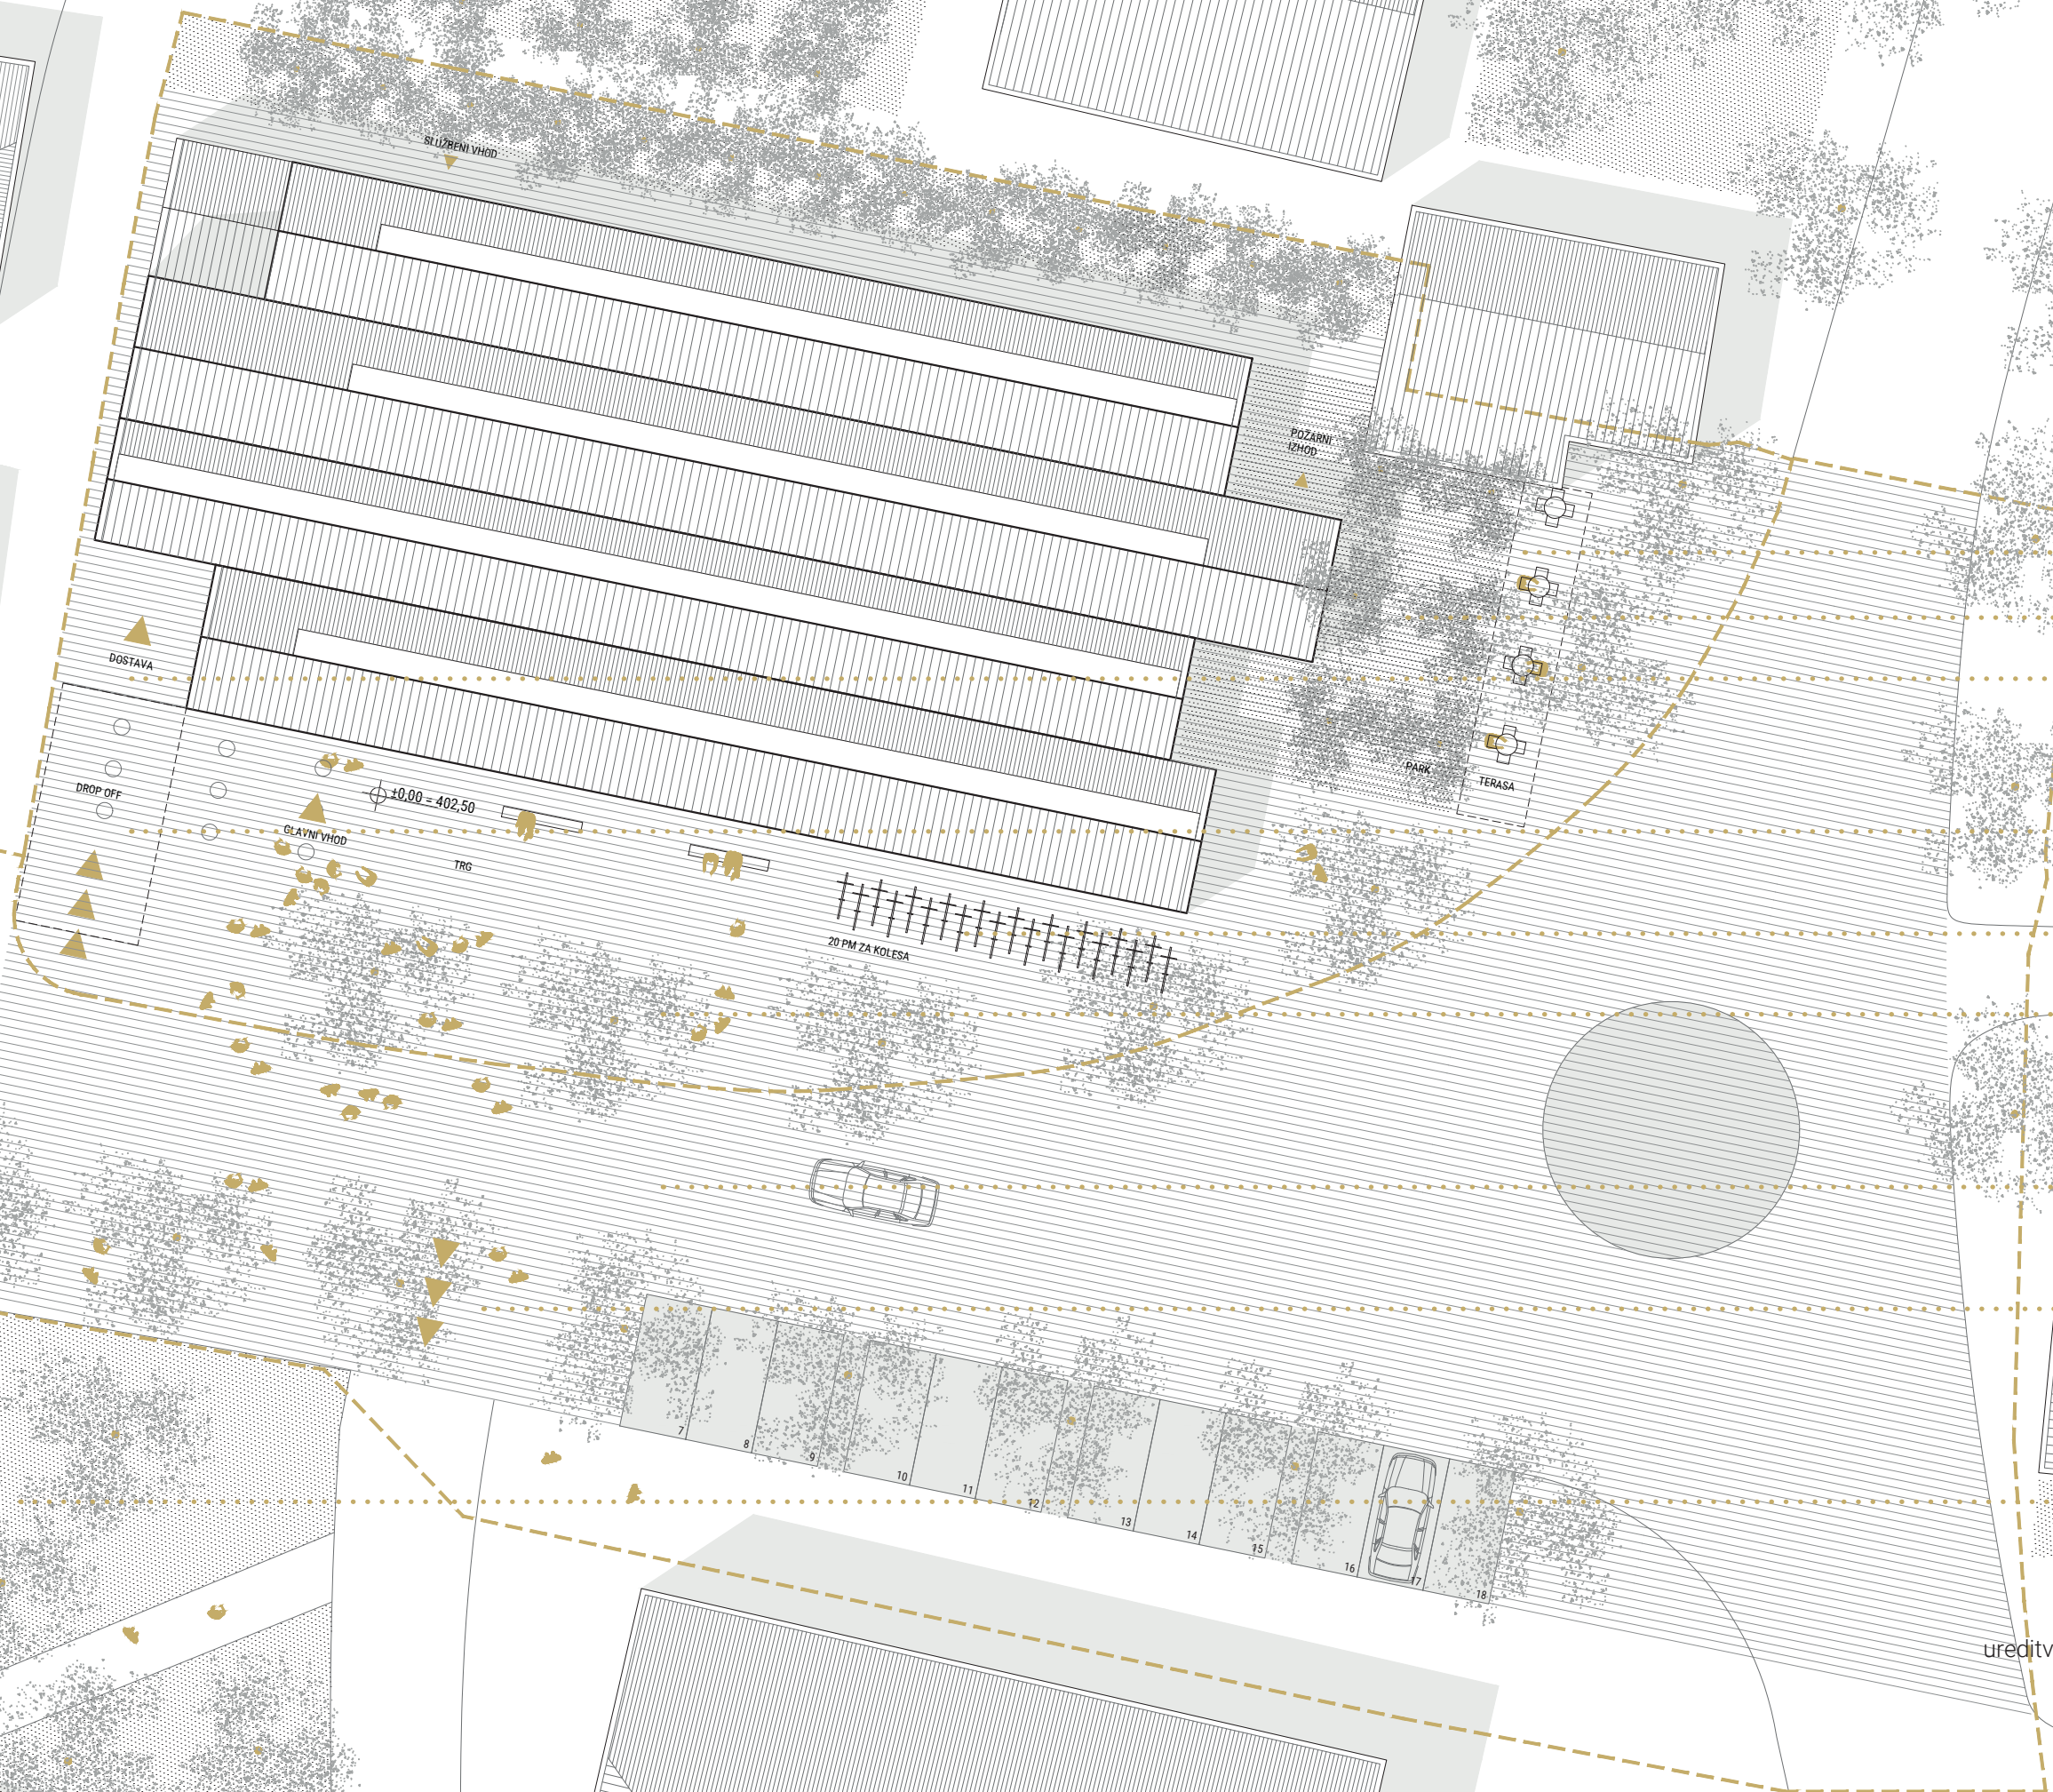 SLUŽBENI VHOD
POŽARNI
IZHOD
DOSTAVA
DROP OFF
±0,00 = 402,50
GLAVNI VHOD
TRG
PARK
TERASA
20 PM ZA KOLESA
7
8
9
10
11
12
13
14
15
16
17
18
ureditv